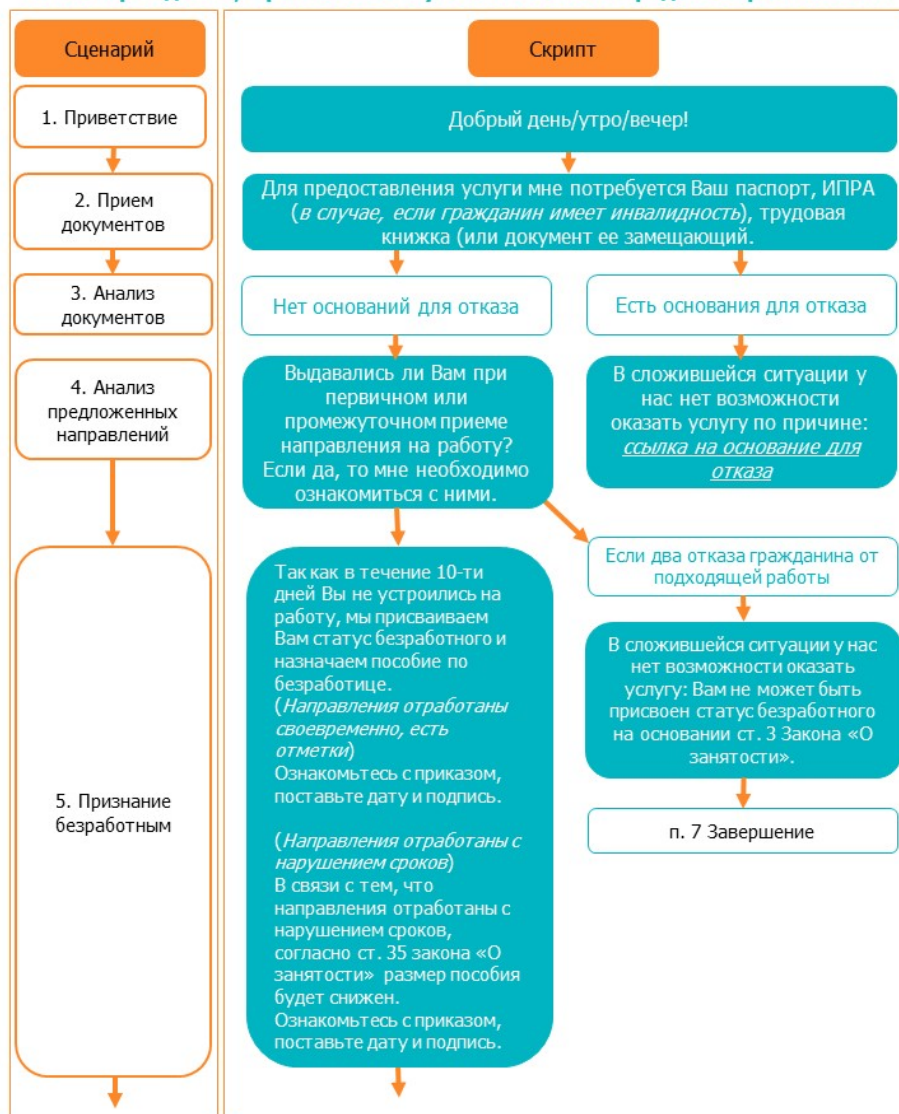 Сценарий
Скрипт
1. Приветствие
Добрый день/утро/вечер!
2. Прием
документов
Для предоставления услуги мне потребуется Ваш паспорт, ИПРА
(в случае, если гражданин имеет инвалидность), трудовая
книжка (или документ ее замещающий.
3. Анализ
документов
Нет оснований для отказа
Есть основания для отказа
4. Анализ
предложенных
направлений
Выдавались ли Вам при
первичном или
промежуточном приеме
направления на работу?
Если да, то мне необходимо
ознакомиться с ними.
В сложившейся ситуации у
нас нет возможности
оказать услугу по причине:
ссылка на основание для
отказа
5. Признание
безработным
Так как в течение 10-ти
дней Вы не устроились на
работу, мы присваиваем
Вам статус безработного и
назначаем пособие по
безработице.
(Направления отработаны
своевременно, есть
отметки)
Ознакомьтесь с приказом,
поставьте дату и подпись.
(Направления отработаны с
нарушением сроков)
В связи с тем, что
направления отработаны с
нарушением сроков,
согласно ст. 35 закона «О
занятости» размер пособия
будет снижен.
Ознакомьтесь с приказом,
поставьте дату и подпись.
Если два отказа гражданина от
подходящей работы
В сложившейся ситуации у нас
нет возможности оказать
услугу: Вам не может быть
присвоен статус безработного
на основании ст. 3 Закона «О
занятости».
п. 7 Завершение